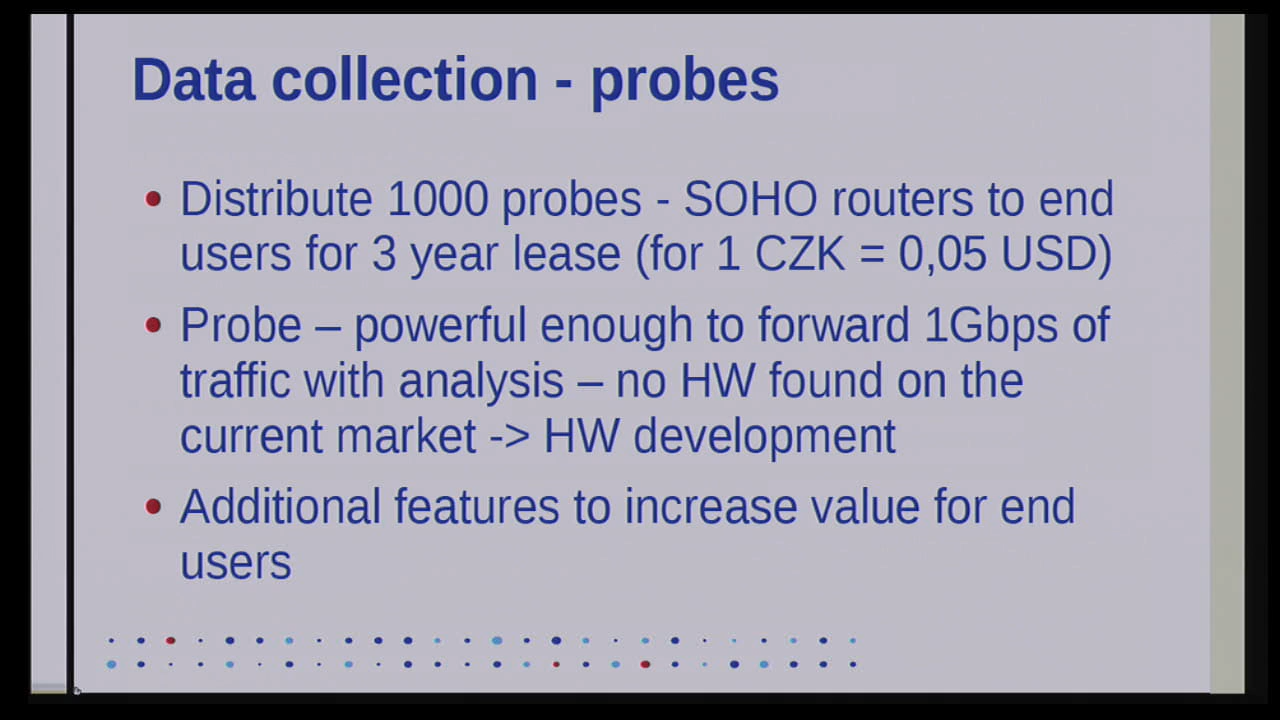 Data collection - probes
Distribute 1000 probes - SOHO routers to end
users for 3 year lease (for 1 CZK = 0,05 USD)
Probe – powerful enough to forward 1Gbps of
traffic with analysis – no HW found on the
current market -> HW development
Additional features to increase value for end
users